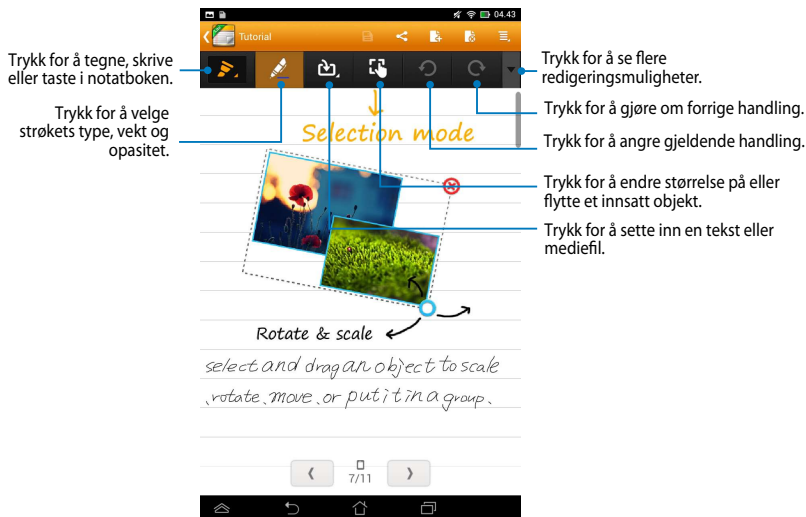 04.43
Tutorial
Trykk for å tegne, skrive
eller taste i notatboken.
Trykk for å velge
strøkets type, vekt og
opasitet.
Trykk for å se flere
redigeringsmuligheter.
Trykk for å gjøre om forrige handling.
Trykk for å angre gjeldende handling.
Trykk for å endre størrelse på eller
flytte et innsatt objekt.
Trykk for å sette inn en tekst eller
mediefil.
Selection mode
Rotate & scale
select and drag an object to scale
, rotate, move, or put it in a group.
7/11